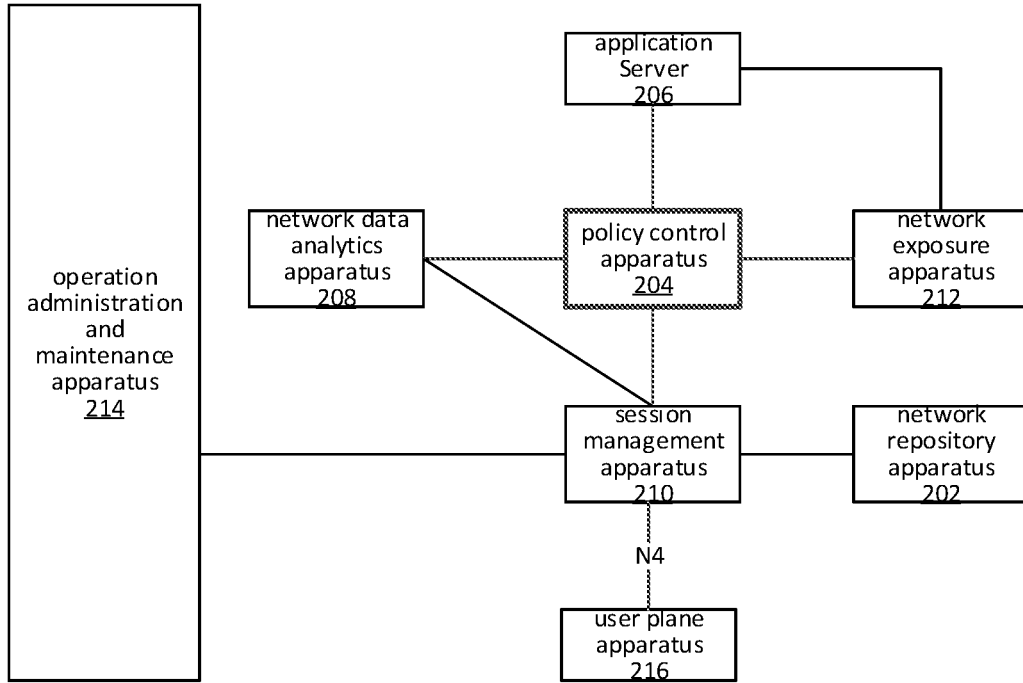 application
Server
206
network data
analytics
apparatus
208
policy control
apparatus
204
network
exposure
apparatus
212
operation
administration
and
maintenance
apparatus
214
session
management
apparatus
210
network
repository
apparatus
202
N4
user plane
apparatus
216